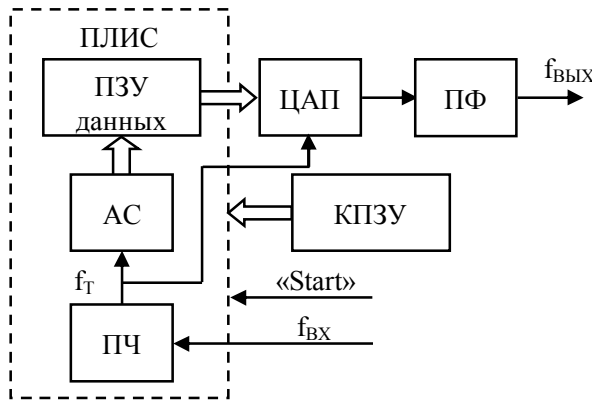 ПЛИС
ПЗУ
данных
ЦАП
ПФ
fВЫХ
АС
КПЗУ
fТ
«Start»
ПЧ
fВХ